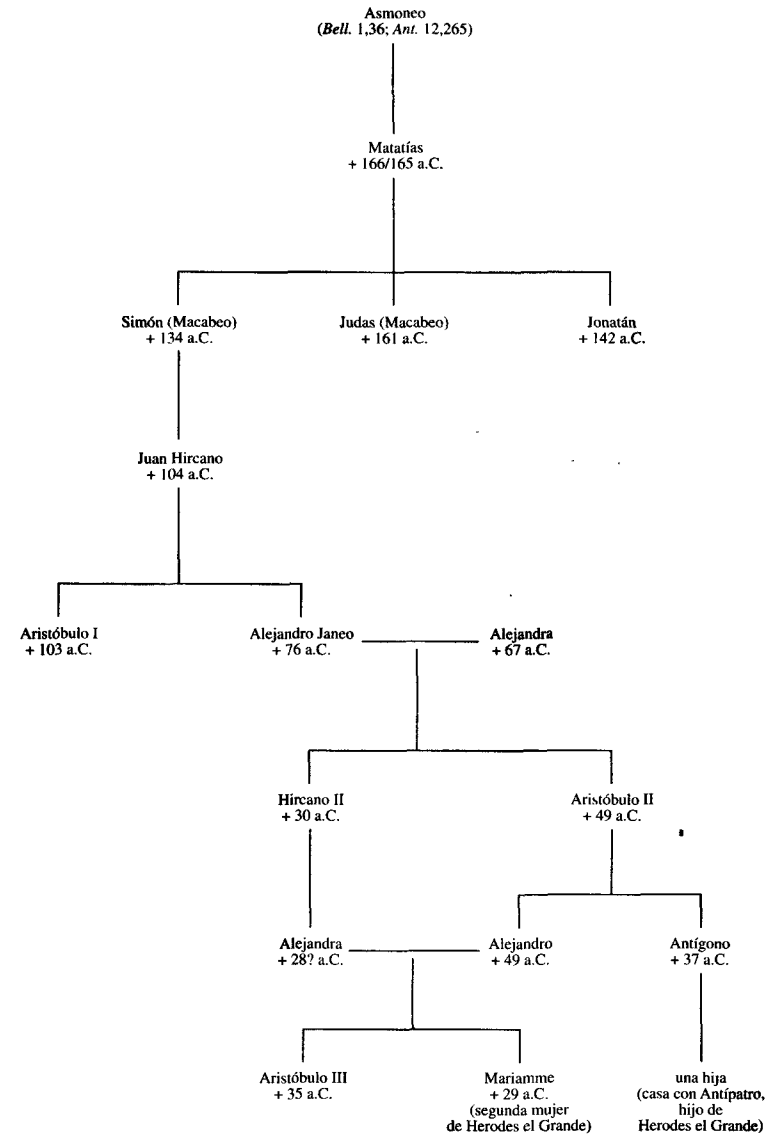 Asmoneo
(Bell. 1,36; Ant. 12,265)
Matatías
+ 166/165 a.C.
Simón (Macabeo)
+ 134 a.C.
Judas (Macabeo)
+ 161 a.C.
Jonatán
+ 142 a.C.
Juan Hircano
+ 104 a.C.
Aristóbulo I
+ 103 a.C.
Alejandro Janeo
+ 76 a.C.
Alejandra
+ 67 a.C.
Hircano II
+ 30 a.C.
Aristóbulo II
+ 49 a.C.
Alejandra
+ 28? a.C.
Alejandro
+ 49 a.C.
Antígono
+ 37 a.C.
Aristóbulo III
+ 35 a.C.
Mariamme
+ 29 a.C.
(segunda mujer
de Herodes el Grande)
una hija
(casa con Antípatro,
hijo de
Herodes el Grande)